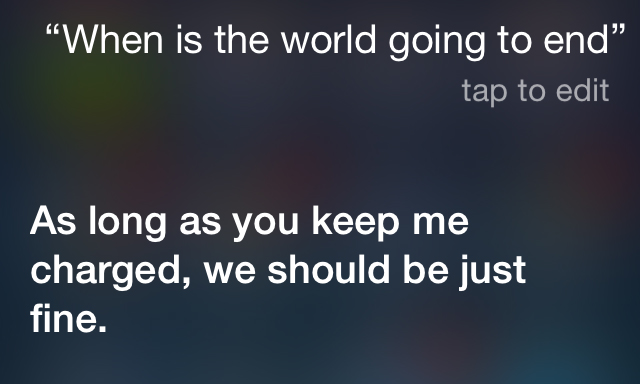 “When is the world going to end”
tap to edit
As long as you keep me
charged, we should be just
fine.